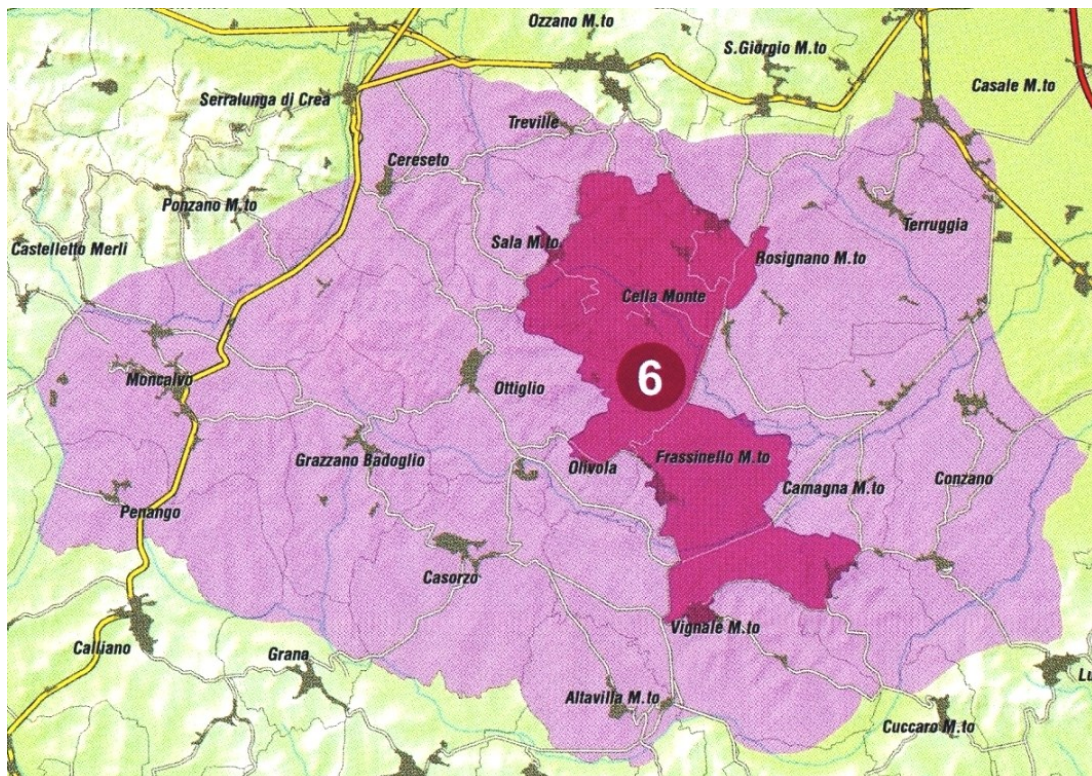 Ozzano M.to
S.Giorgio M.to
Casale M.to
Serralunga di Crea
Treville
Cereseto
Ponzano M.to
Terruggia
Castelletto Merli
Sala M.to
Rosignano M.to
Cella Monte
6
Moncalvo
Ottiglio
Grazzano Badoglio
Olivola
Frassinello M.to
Camagna M.to
Conzano
Penango
Casorzo
Vignale M.to
Calliano
Grana
Altavilla M.to
Cuccaro M.to
Lu